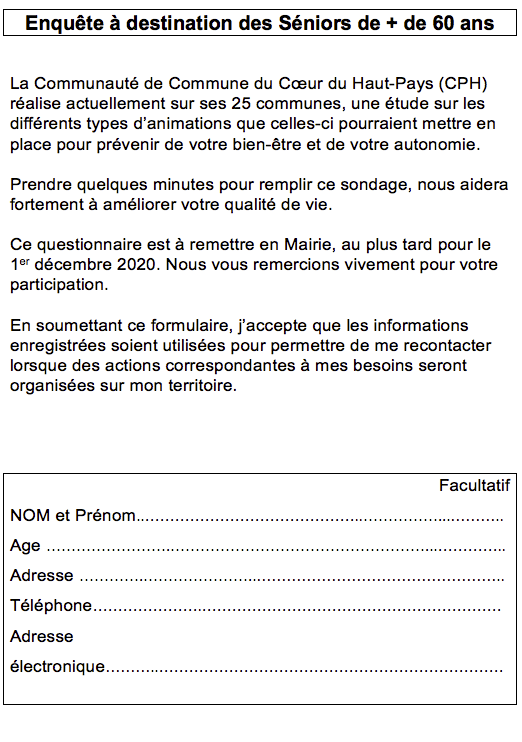 Enquête à destination des Séniors de + de 60 ans
La Communauté de Commune du Cœur du Haut-Pays (CPH)
réalise actuellement sur ses 25 communes, une étude sur les
différents types d’animations que celles-ci pourraient mettre en
place pour prévenir de votre bien-être et de votre autonomie.
Prendre quelques minutes pour remplir ce sondage, nous aidera
fortement à améliorer votre qualité de vie.
Ce questionnaire est à remettre en Mairie, au plus tard pour le
1er décembre 2020. Nous vous remercions vivement pour votre
participation.
En soumettant ce formulaire, j’accepte que les informations
enregistrées soient utilisées pour permettre de me recontacter
lorsque des actions correspondantes à mes besoins seront
organisées sur mon territoire.
Facultatif
NOM et Prénom..…………………………………….……………...………..
Age …………………….……………………………………………...…………..
Adresse ………….…………………..…………………………………………..
Téléphone………………….……………………………………………………
Adresse
électronique………..……………………………………………………………